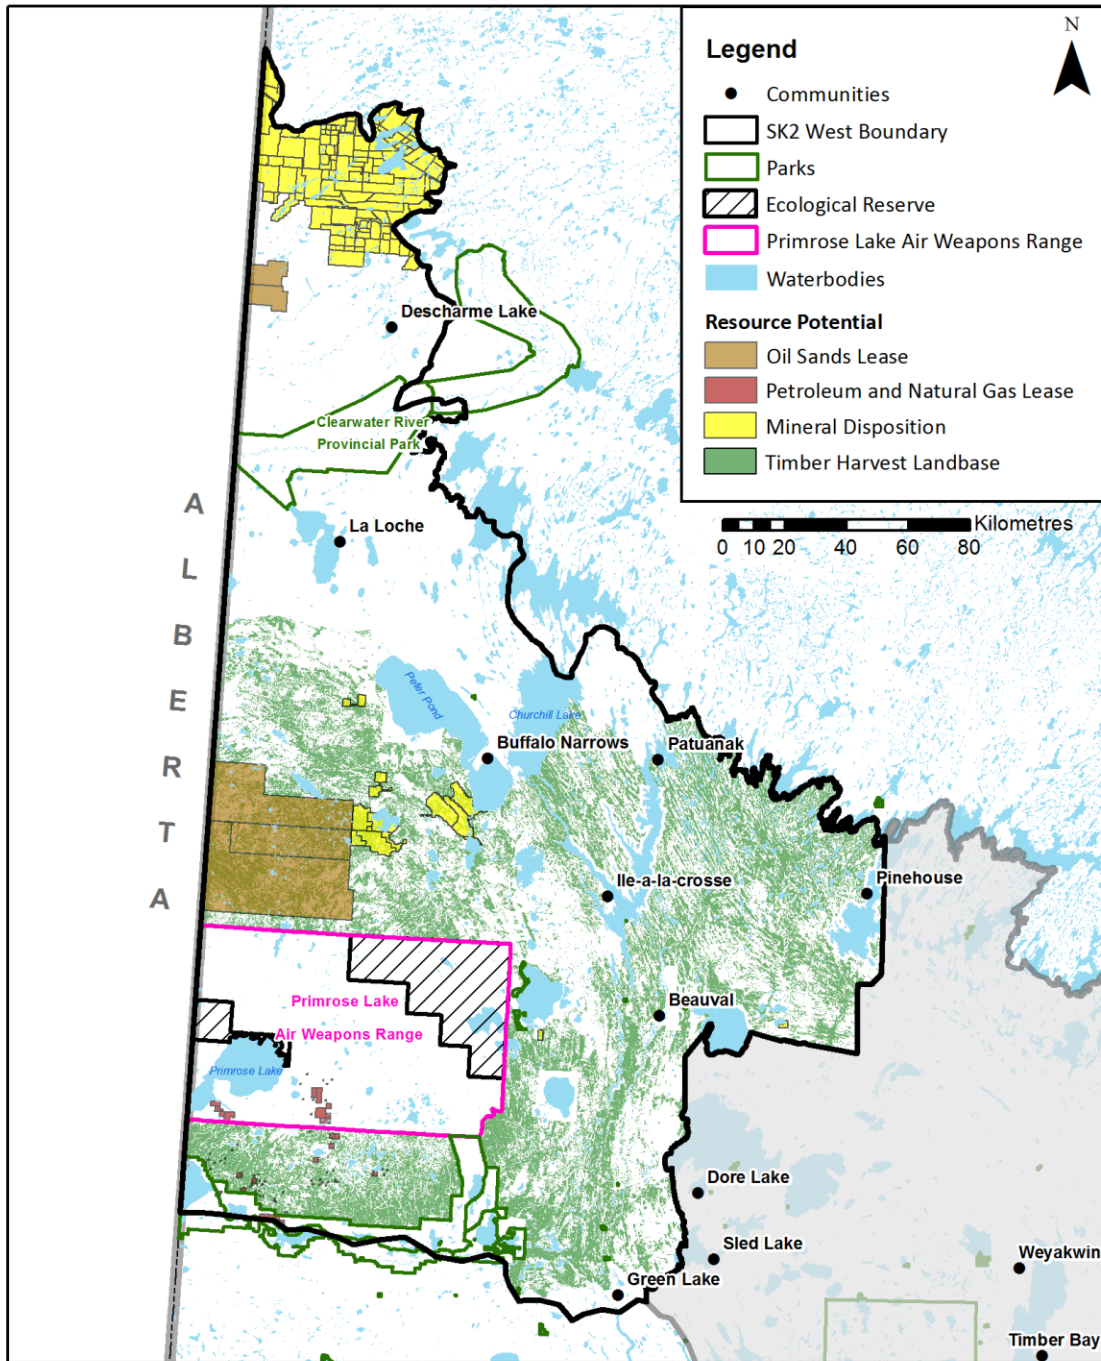 Legend
N
Communities
SK2 West Boundary
Parks
Ecological Reserve
Primrose Lake Air Weapons Range
Waterbodies
Resource Potential
Oil Sands Lease
Petroleum and Natural Gas Lease
Mineral Disposition
Timber Harvest Landbase
Kilometres
0 10 20 40 60 80
Descharme Lake
Clearwater River
Provincial Park
La Loche
ALBERTA
Peter Pond
Churchill Lake
Buffalo Narrows
Patuanak
Ile-a-la-crosse
Pinehouse
Primrose Lake
Air Weapons Range
Beauval
Primrose Lake
Dore Lake
Sled Lake
Weyakwin
Green Lake
Timber Bay